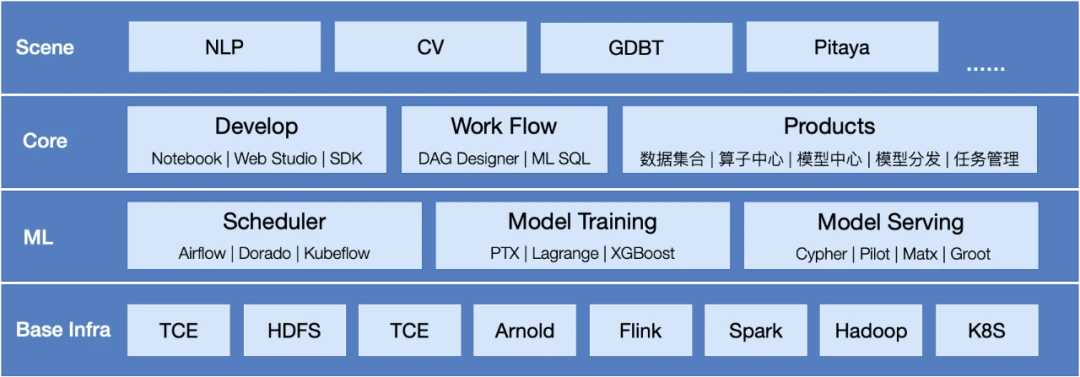 Scene
NLP
CV
GDBT
Pitaya
......
Core
Develop
Notebook | Web Studio | SDK
Work Flow
DAG Designer | ML SQL
Products
数据集合 | 算子中心 | 模型中心 | 模型分发 | 任务管理
ML
Scheduler
Airflow | Dorado | Kubeflow
Model Training
PTX | Lagrange | XGBoost
Model Serving
Cypher | Pilot | Matx | Groot
Base Infra
TCE
HDFS
TCE
Arnold
Flink
Spark
Hadoop
K8S